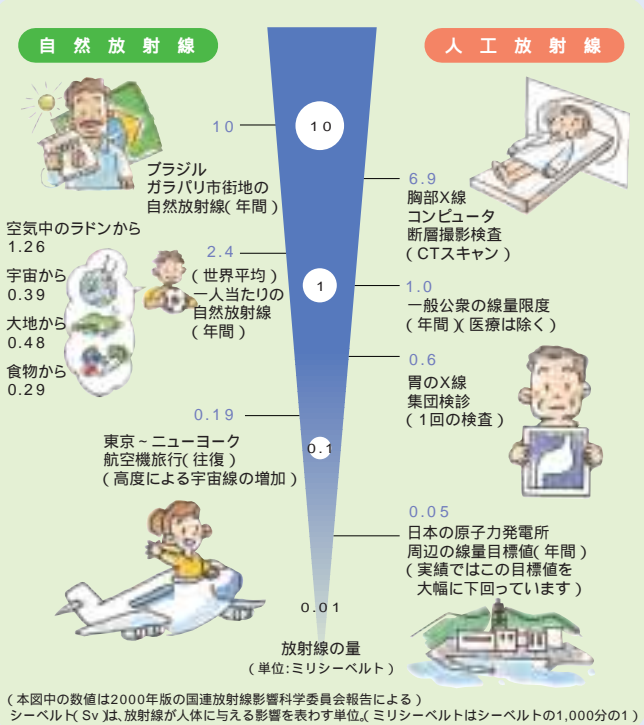 自然放射線
人工放射線
10
10
ブラジル
ガラパリ市街地の
自然放射線(年間)
6.9
胸部X線
コンピュータ
断層撮影検査
(CTスキャン)
空気中のラドンから
1.26
宇宙から
0.39
大地から
0.48
食物から
0.29
2.4
(世界平均)
一人当たりの
自然放射線
(年間)
1
1.0
一般公衆の線量限度
(年間)(医療は除く)
0.6
胃のX線
集団検診
(1回の検査)
0.19
東京~ニューヨーク
航空機旅行(往復)
(高度による宇宙線の増加)
0.1
0.05
日本の原子力発電所
周辺の線量目標値(年間)
(実績ではこの目標値を
大幅に下回っています)
0.01
放射線の量
(単位:ミリシーベルト)
(本図中の数値は2000年版の国連放射線影響科学委員会報告による)
シーベルト(Sv)は、放射線が人体に与える影響を表わす単位。(ミリシーベルトはシーベルトの1,000分の1)